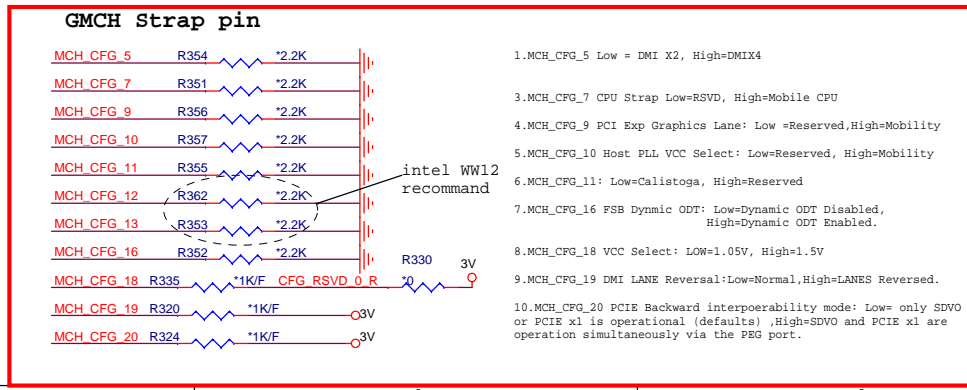 GMCH Strap pin
MCH_CFG_5 R354 *2.2K
MCH_CFG_7 R351 *2.2K
MCH_CFG_9 R356 *2.2K
MCH_CFG_10 R357 *2.2K
MCH_CFG_11 R355 *2.2K
MCH_CFG_12 R362 *2.2K
MCH_CFG_13 R353 *2.2K
MCH_CFG_16 R352 *2.2K
MCH_CFG_18 R335 *1K/F CFG_RSVD_0_R R330 *0 3V
MCH_CFG_19 R320 *1K/F 3V
MCH_CFG_20 R324 *1K/F 3V
intel WW12
recommand
1.MCH_CFG_5 Low = DMI X2, High=DMIX4
3.MCH_CFG_7 CPU Strap Low=RSVD, High=Mobile CPU
4.MCH_CFG_9 PCI Exp Graphics Lane: Low =Reserved,High=Mobility
5.MCH_CFG_10 Host PLL VCC Select: Low=Reserved, High=Mobility
6.MCH_CFG_11: Low=Calistoga, High=Reserved
7.MCH_CFG_16 FSB Dynmic ODT: Low=Dynamic ODT Disabled,
High=Dynamic ODT Enabled.
8.MCH_CFG_18 VCC Select: LOW=1.05V, High=1.5V
9.MCH_CFG_19 DMI LANE Reversal:Low=Normal,High=LANES Reversed.
10.MCH_CFG_20 PCIE Backward interpoerability mode: Low= only SDVO
or PCIE x1 is operational (defaults) ,High=SDVO and PCIE x1 are
operation simultaneously via the PEG port.